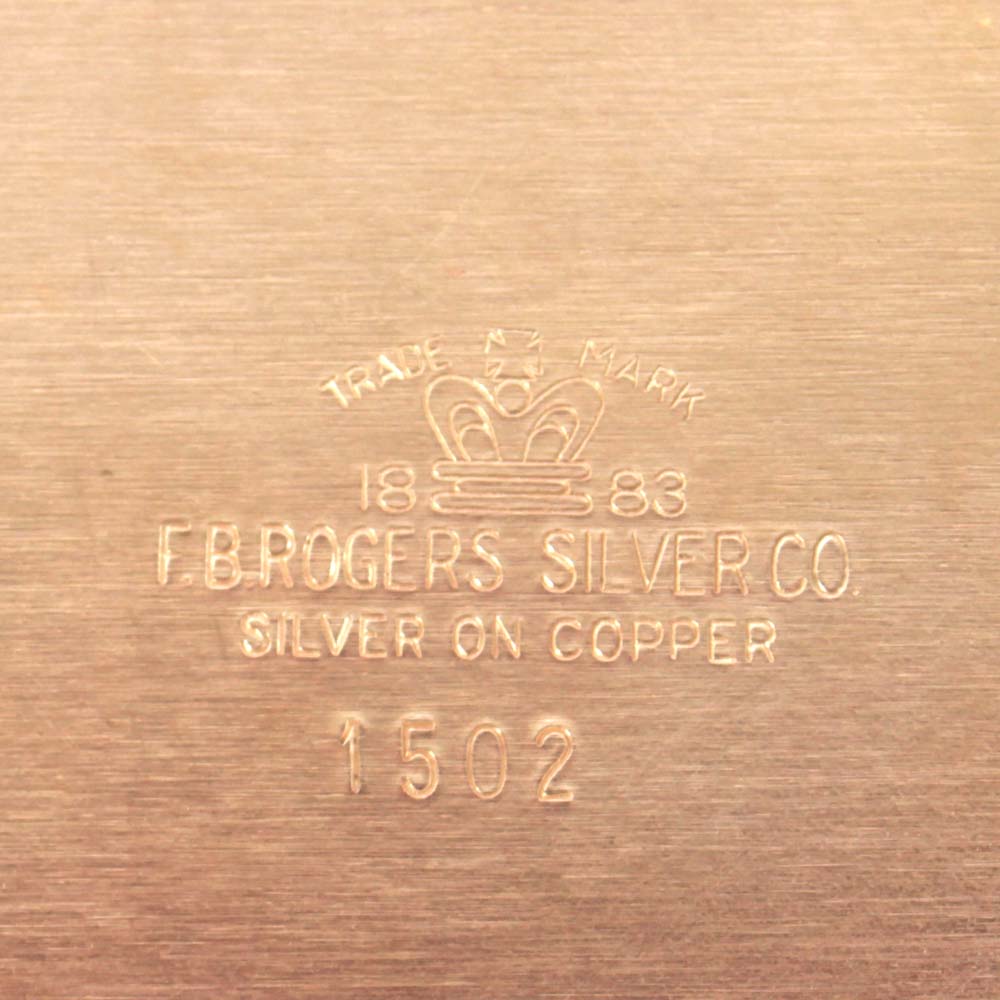 TRADE MARK
18 83
F.B.ROGERS SILVER CO.
SILVER ON COPPER
1502